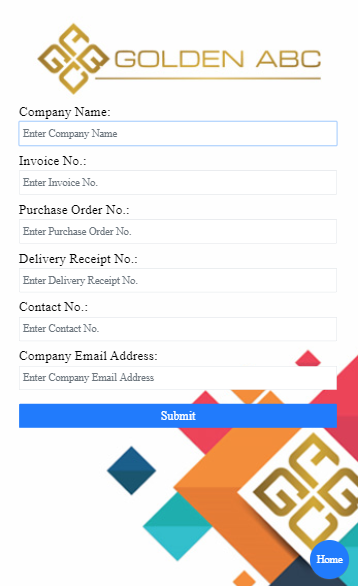 GOLDEN ABC
Company Name:
Enter Company Name
Invoice No.:
Enter Invoice No.
Purchase Order No.:
Enter Purchase Order No.
Delivery Receipt No.:
Enter Delivery Receipt No.
Contact No.:
Enter Contact No.
Company Email Address:
Enter Company Email Address
Submit
Home